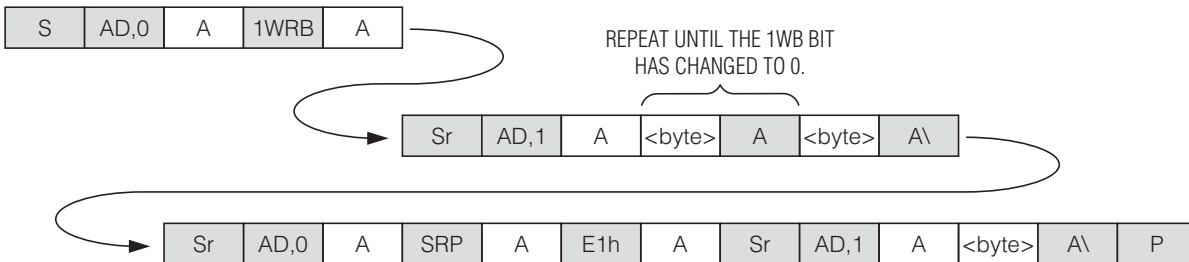 S AD,0 A 1WRB A
REPEAT UNTIL THE 1WB BIT
HAS CHANGED TO 0.
Sr AD,1 A <byte> A <byte> A\
Sr AD,0 A SRP A E1h A Sr AD,1 A <byte> A\ P